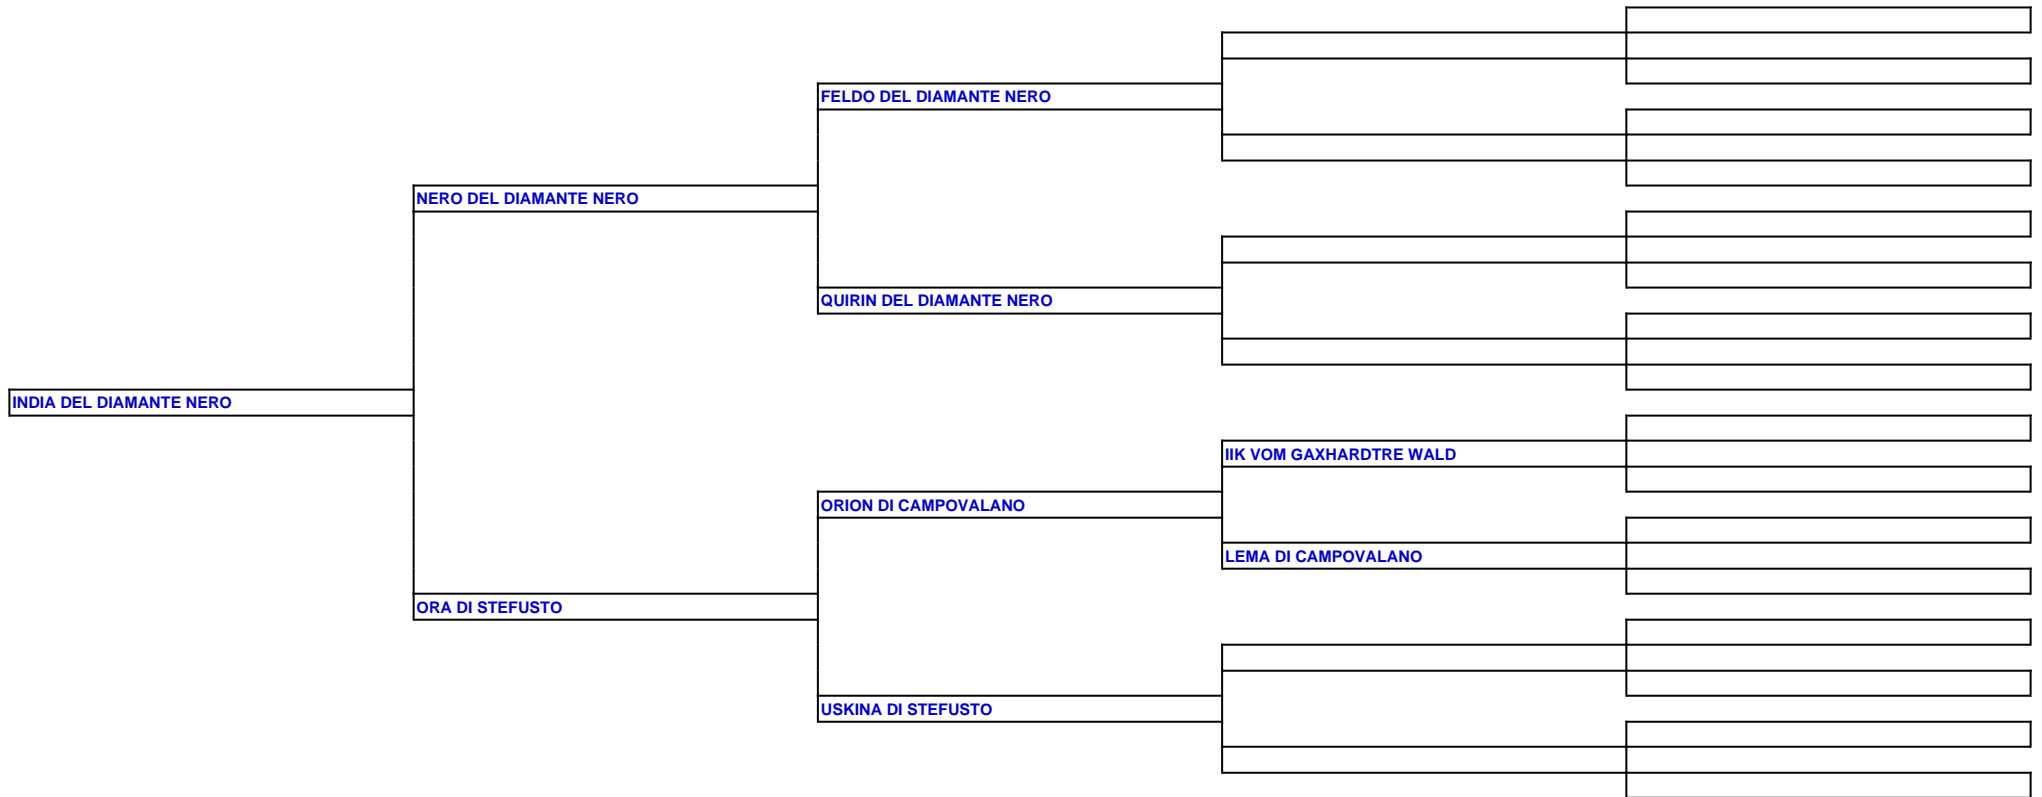 FELDO DEL DIAMANTE NERO
NERO DEL DIAMANTE NERO
QUIRIN DEL DIAMANTE NERO
INDIA DEL DIAMANTE NERO
IIK VOM GAXHARDTRE WALD
ORION DI CAMPOVALANO
LEMA DI CAMPOVALANO
ORA DI STEFUSTO
USKINA DI STEFUSTO